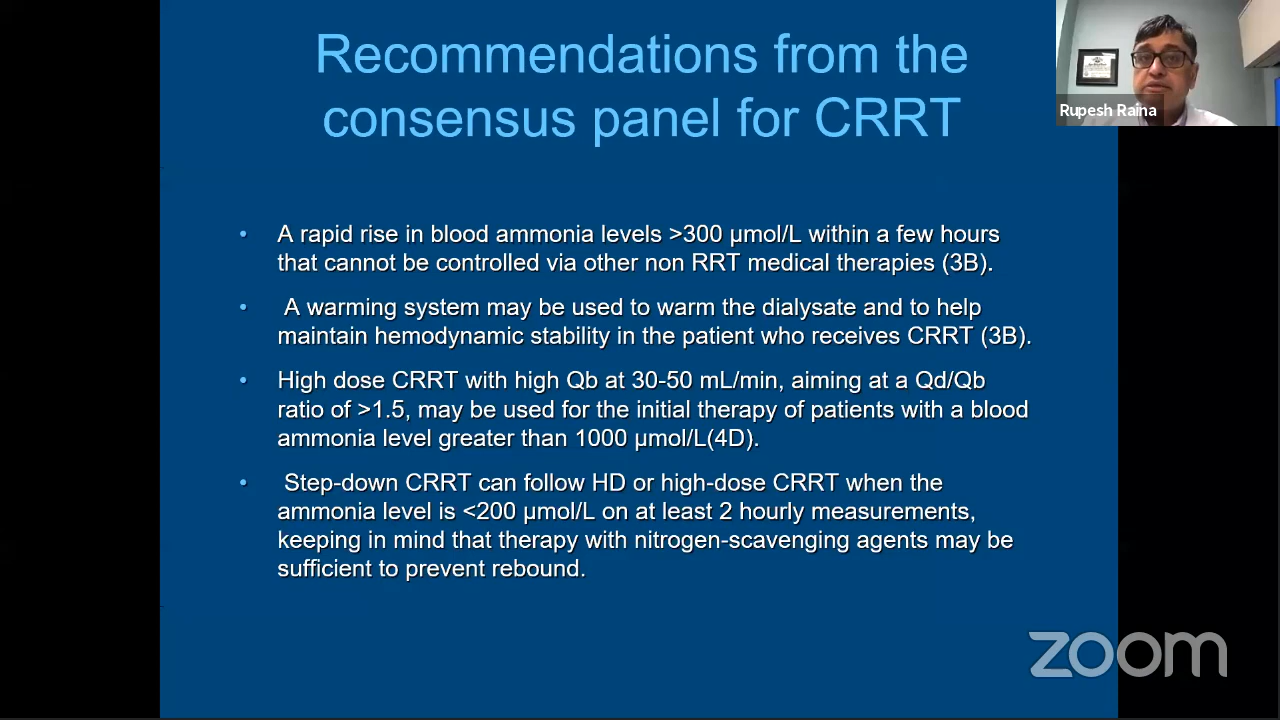 Recommendations from the
consensus panel for CRRT
Rupesh Raina
• A rapid rise in blood ammonia levels >300 μmol/L within a few hours
that cannot be controlled via other non RRT medical therapies (3B).
• A warming system may be used to warm the dialysate and to help
maintain hemodynamic stability in the patient who receives CRRT (3B).
• High dose CRRT with high Qb at 30-50 mL/min, aiming at a Qd/Qb
ratio of >1.5, may be used for the initial therapy of patients with a blood
ammonia level greater than 1000 μmol/L(4D).
• Step-down CRRT can follow HD or high-dose CRRT when the
ammonia level is <200 μmol/L on at least 2 hourly measurements,
keeping in mind that therapy with nitrogen-scavenging agents may be
sufficient to prevent rebound.
zoom